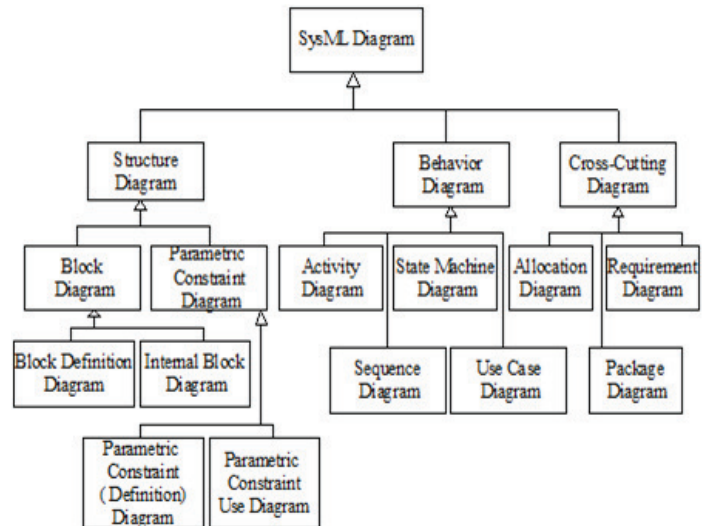 SysML Diagram
Structure
Diagram
Behavior
Diagram
Cross-Cutting
Diagram
Block
Diagram
Parametric
Constraint
Diagram
Activity
Diagram
State Machine
Diagram
Allocation
Diagram
Requirement
Diagram
Block Definition
Diagram
Internal Block
Diagram
Sequence
Diagram
Use Case
Diagram
Package
Diagram
Parametric
Constraint
(Definition)
Diagram
Parametric
Constraint
Use Diagram